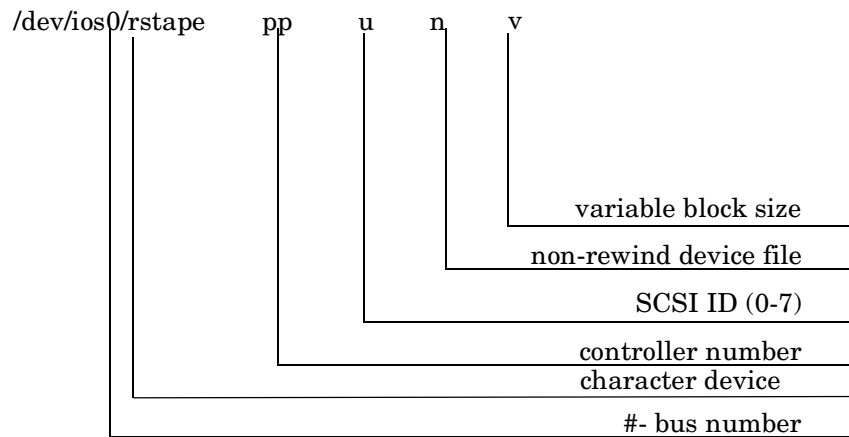 /dev/ios0/rstape pp u n v
variable block size
non-rewind device file
SCSI ID (0-7)
controller number
character device
#- bus number